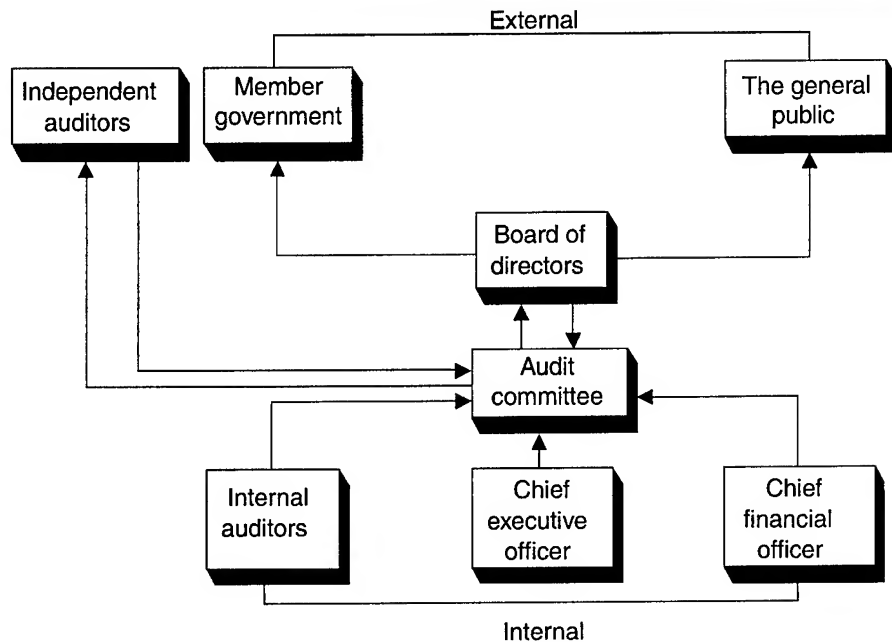 External
Independent
auditors
Member
government
The general
public
Board of
directors
Audit
committee
Internal
auditors
Chief
executive
officer
Chief
financial
officer
Internal